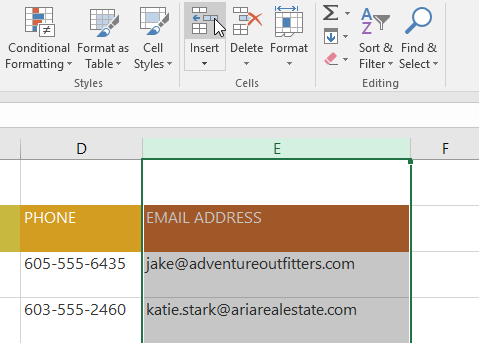 Conditional Format as Cell Insert Delete Format Sort & Find &
Formatting Table Styles Filter Select
Styles Cells Editing
D E F
PHONE EMAIL ADDRESS
605-555-6435 jake@adventureoutfitters.com
603-555-2460 katie.stark@ariarealestate.com